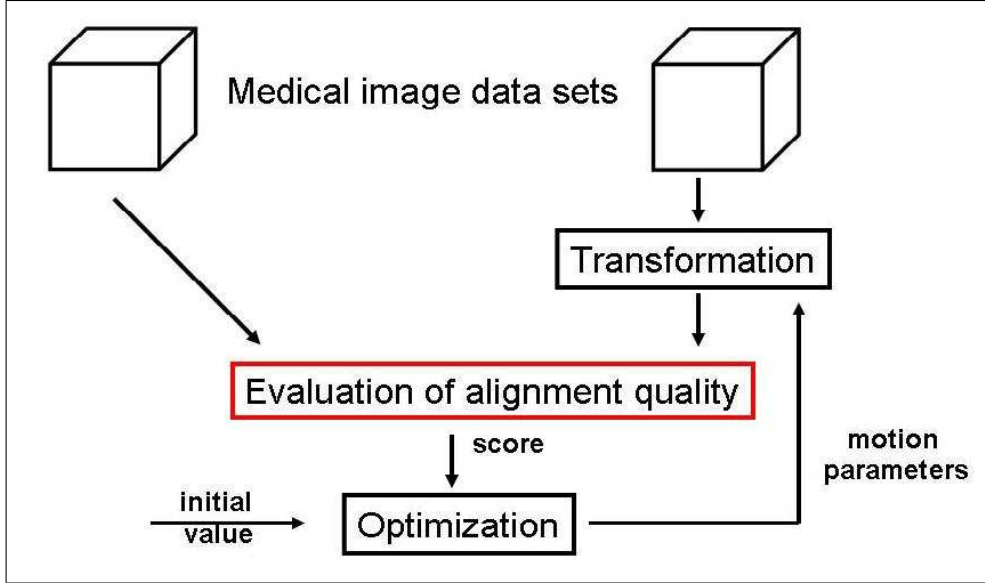 Medical image data sets
Transformation
Evaluation of alignment quality
score
motion
parameters
initial
value
Optimization